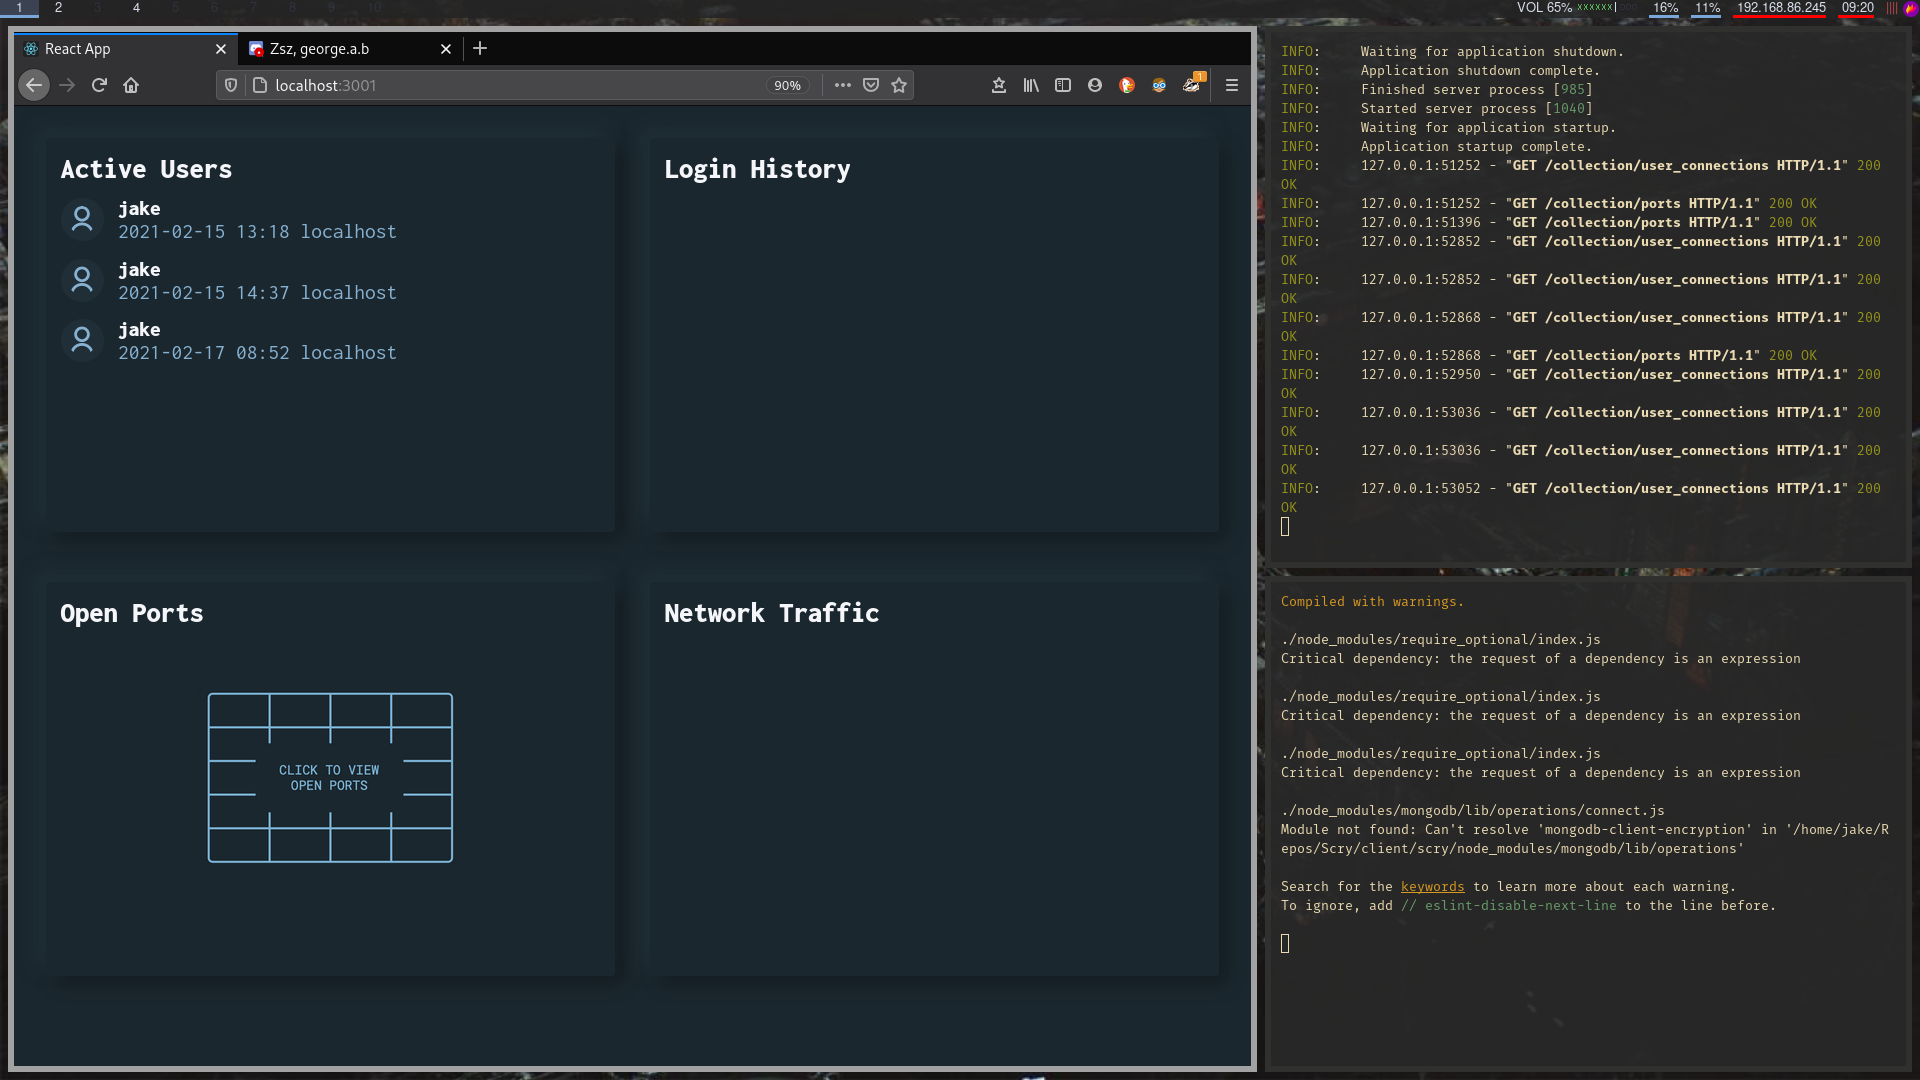 1 2 3 4 5 6 7 8 9 10
VOL 65% xxxxxx|ooo 16% 11% 192.168.86.245 09:20
React App
Zsz, george.a.b
localhost:3001
90%
1
Active Users
jake
2021-02-15 13:18 localhost
jake
2021-02-15 14:37 localhost
jake
2021-02-17 08:52 localhost
Login History
Open Ports
CLICK TO VIEW
OPEN PORTS
Network Traffic
INFO: Waiting for application shutdown.
INFO: Application shutdown complete.
INFO: Finished server process [985]
INFO: Started server process [1040]
INFO: Waiting for application startup.
INFO: Application startup complete.
INFO: 127.0.0.1:51252 - "GET /collection/user_connections HTTP/1.1" 200
OK
INFO: 127.0.0.1:51252 - "GET /collection/ports HTTP/1.1" 200 OK
INFO: 127.0.0.1:51396 - "GET /collection/ports HTTP/1.1" 200 OK
INFO: 127.0.0.1:52852 - "GET /collection/user_connections HTTP/1.1" 200
OK
INFO: 127.0.0.1:52852 - "GET /collection/user_connections HTTP/1.1" 200
OK
INFO: 127.0.0.1:52868 - "GET /collection/user_connections HTTP/1.1" 200
OK
INFO: 127.0.0.1:52868 - "GET /collection/ports HTTP/1.1" 200 OK
INFO: 127.0.0.1:52950 - "GET /collection/user_connections HTTP/1.1" 200
OK
INFO: 127.0.0.1:53036 - "GET /collection/user_connections HTTP/1.1" 200
OK
INFO: 127.0.0.1:53036 - "GET /collection/user_connections HTTP/1.1" 200
OK
INFO: 127.0.0.1:53052 - "GET /collection/user_connections HTTP/1.1" 200
OK
Compiled with warnings.
./node_modules/require_optional/index.js
Critical dependency: the request of a dependency is an expression
./node_modules/require_optional/index.js
Critical dependency: the request of a dependency is an expression
./node_modules/require_optional/index.js
Critical dependency: the request of a dependency is an expression
./node_modules/mongodb/lib/operations/connect.js
Module not found: Can't resolve 'mongodb-client-encryption' in '/home/jake/R
epos/Scry/client/scry/node_modules/mongodb/lib/operations'
Search for the keywords to learn more about each warning.
To ignore, add // eslint-disable-next-line to the line before.